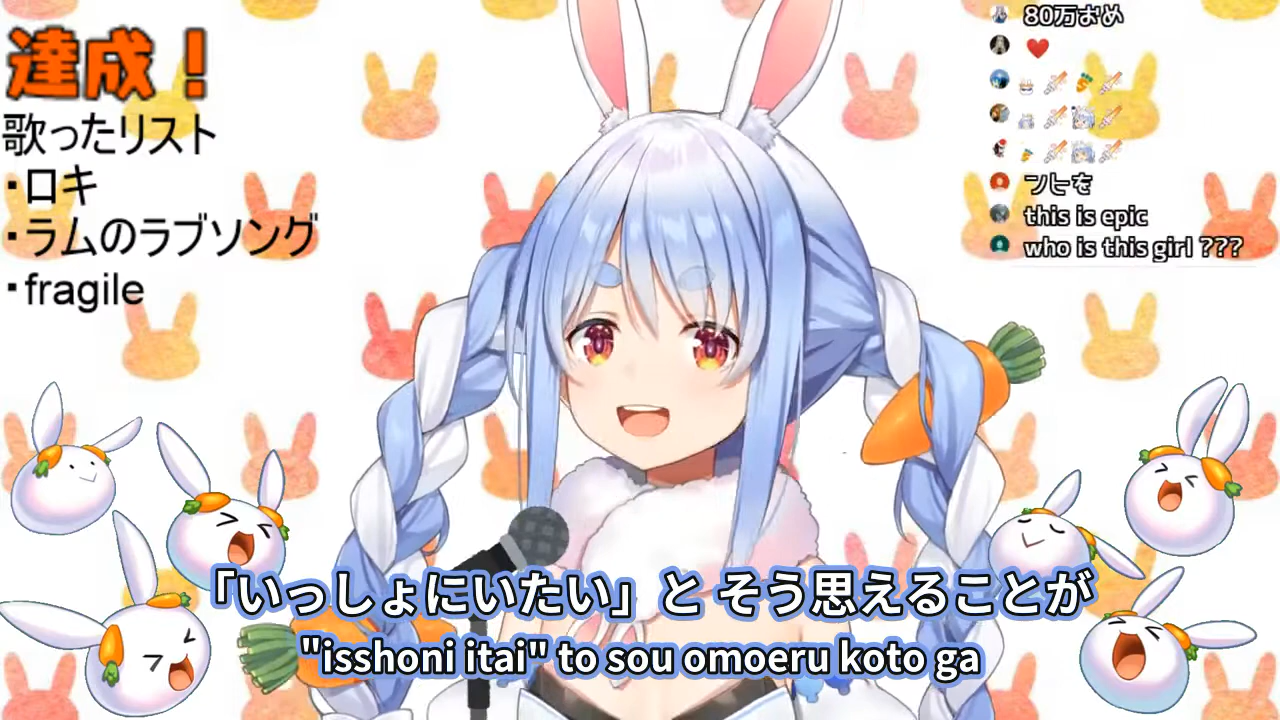 達成！
歌ったリスト
・ロキ
・ラムのラブソング
・fragile
80万おめ
ンヒを
this is epic
who is this girl ???
「いっしょにいたい」と そう思えることが
"isshoni itai" to sou omoeru koto ga